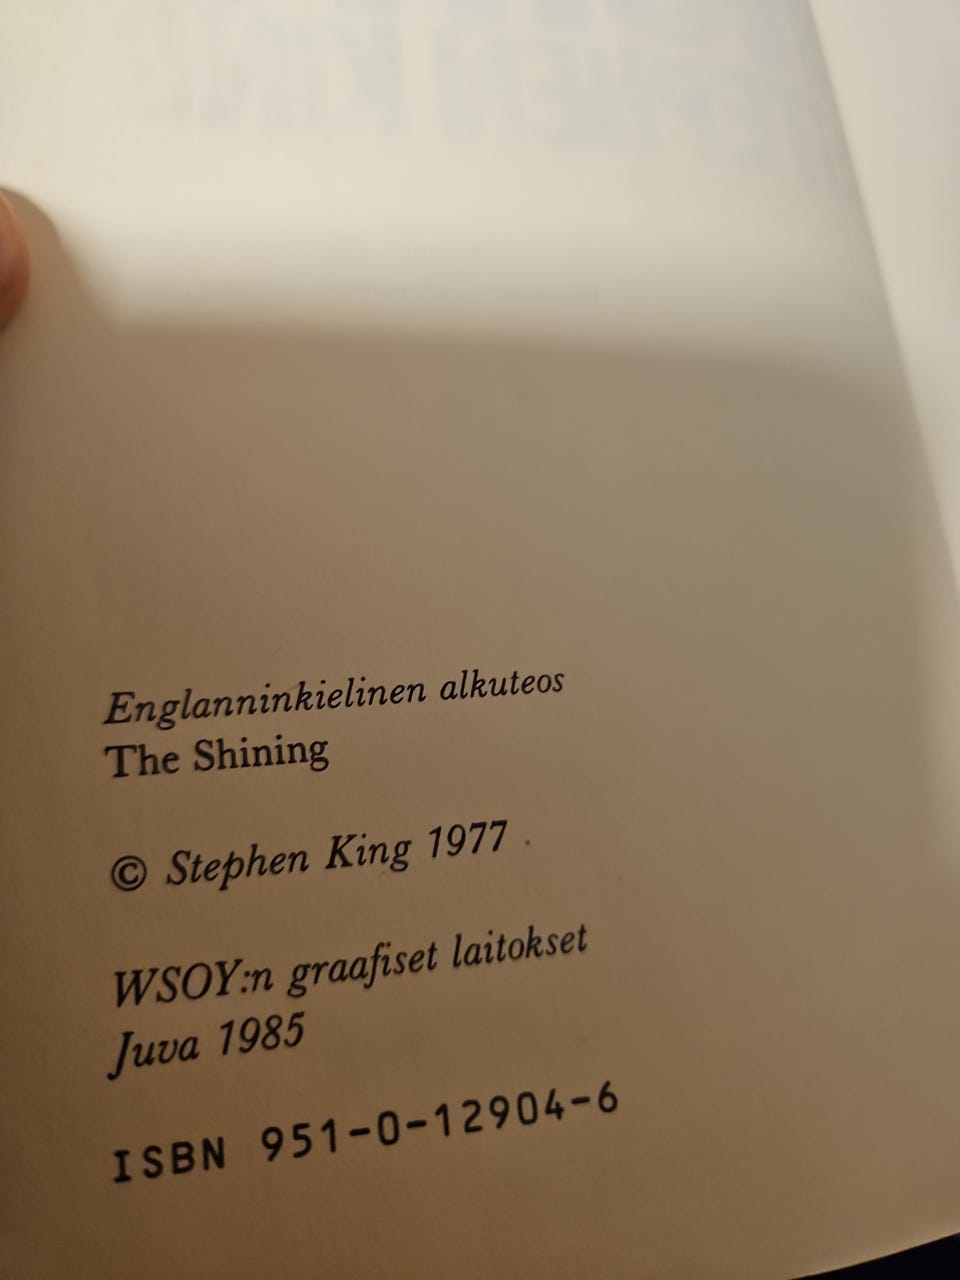 Englanninkielinen alkuteos
The Shining
© Stephen King 1977
WSOY:n graafiset laitokset
Juva 1985
ISBN 951-0-12904-6